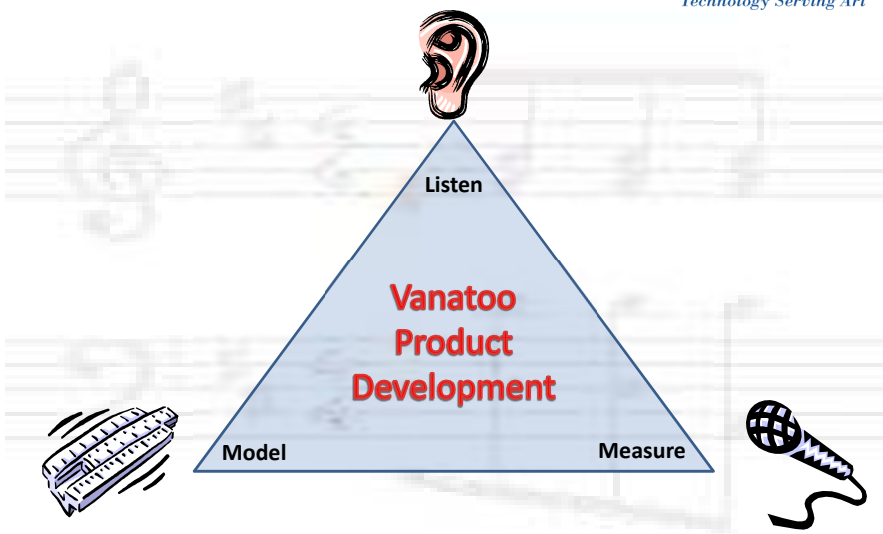 Technology Serving Art
Listen
Vanatoo
Product
Development
Model
Measure